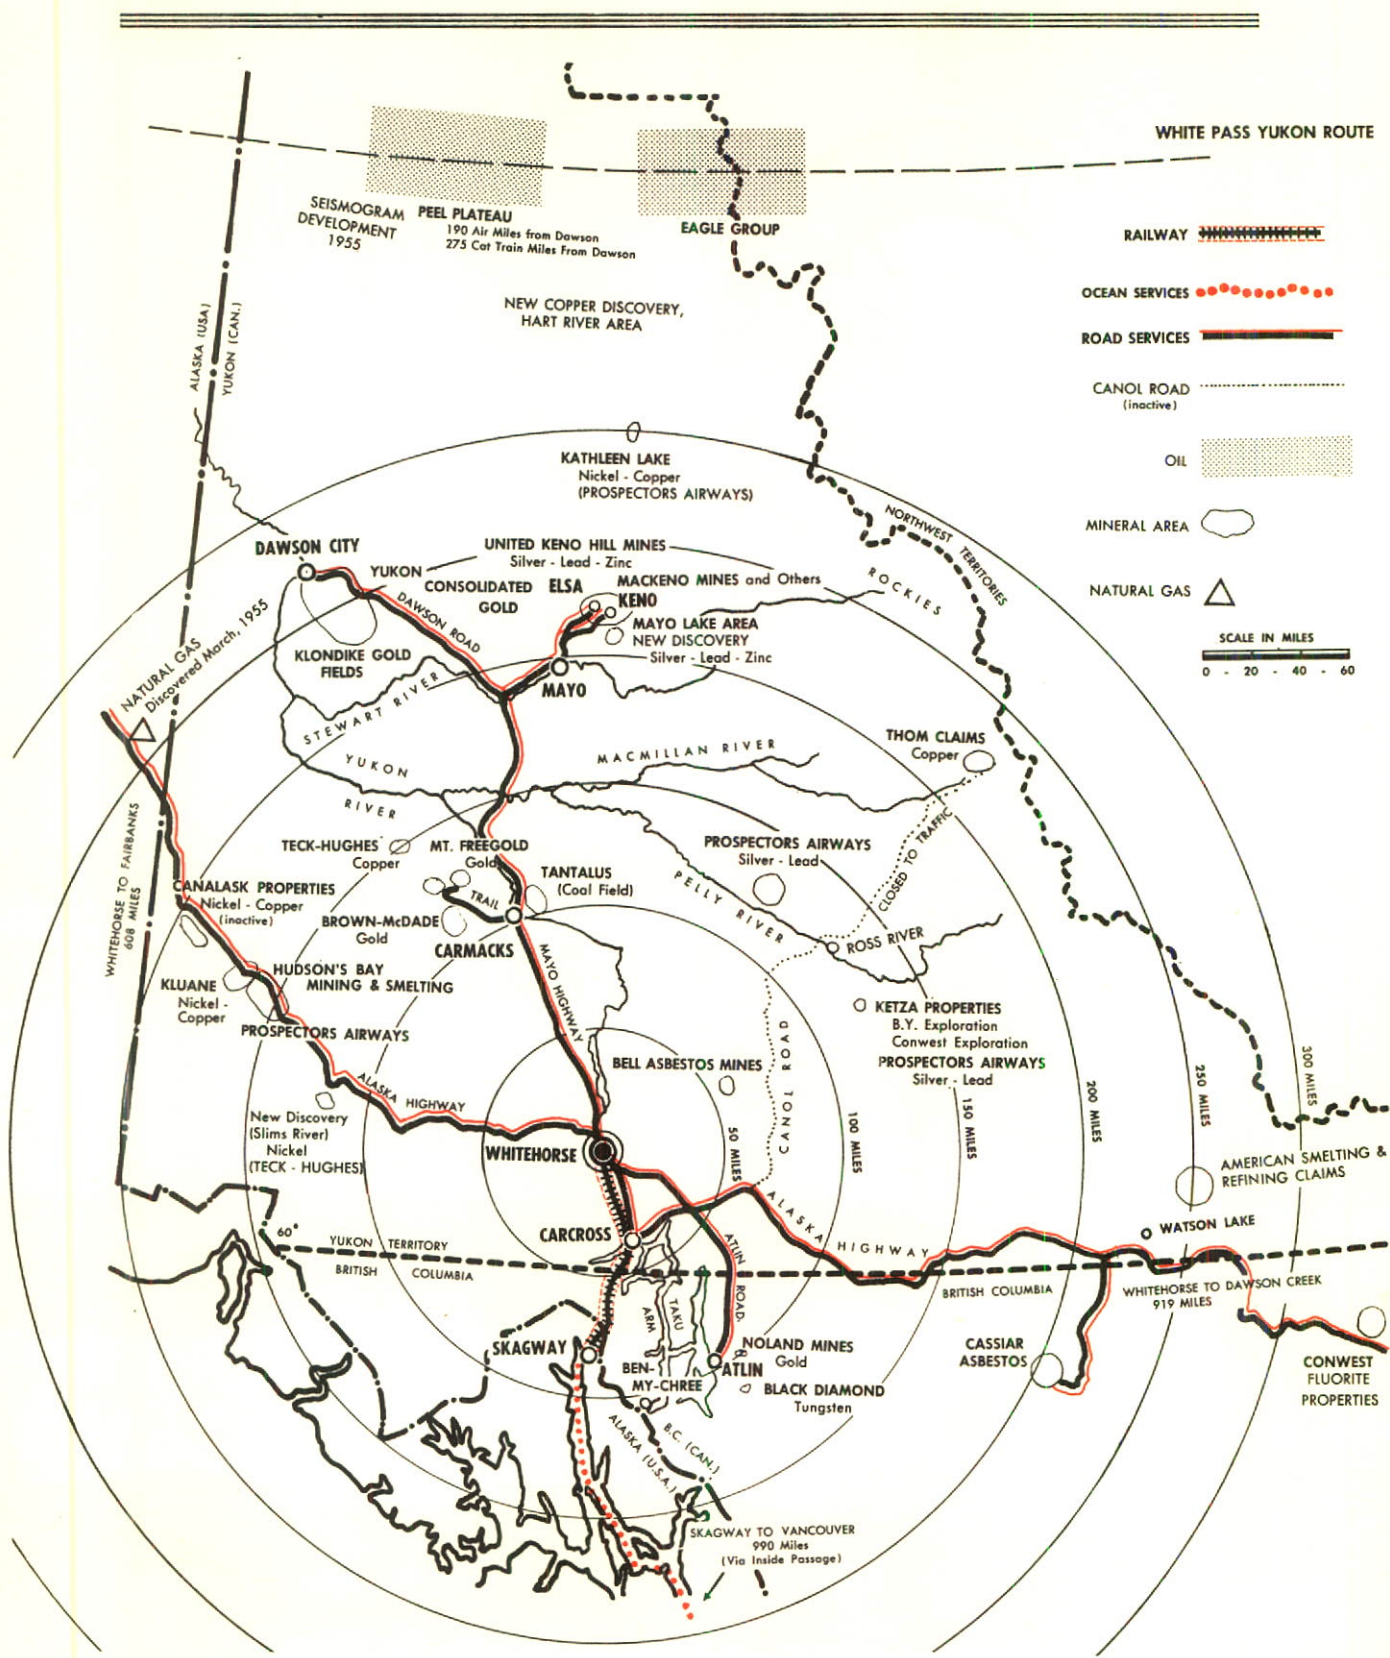 WHITE PASS YUKON ROUTE
RAILWAY
OCEAN SERVICES
ROAD SERVICES
CANOL ROAD
(inactive)
OIL
MINERAL AREA
NATURAL GAS
SCALE IN MILES
0 - 20 40 - 60
SEISMOGRAM
DEVELOPMENT
1955
PEEL PLATEAU
190 Air Miles from Dawson
275 Cat Train Miles From Dawson
EAGLE GROUP
NEW COPPER DISCOVERY,
HART RIVER AREA
ALASKA (USA)
YUKON (CAN.)
KATHLEEN LAKE
Nickel - Copper
(PROSPECTORS AIRWAYS)
NORTHWEST TERRITORIES
ROCKIES
DAWSON CITY
UNITED KENO HILL MINES
Silver - Lead - Zinc
YUKON
CONSOLIDATED
GOLD
ELSA
MACKENO MINES and Others
KENO
DAWSON ROAD
MAYO LAKE AREA
NEW DISCOVERY
Silver - Lead - Zinc
KLONDIKE GOLD
FIELDS
MAYO
NATURAL GAS
Discovered March, 1955
STEWART RIVER
YUKON
RIVER
MACMILLAN RIVER
THOM CLAIMS
Copper
WHITEHORSE TO FAIRBANKS
608 MILES
TECK-HUGHES
Copper
MT. FREEGOLD
Gold
PROSPECTORS AIRWAYS
Silver - Lead
CLOSED TO TRAFFIC
CANALASK PROPERTIES
Nickel - Copper
(inactive)
TANTALUS
(Coal Field)
TRAIL
PELLY RIVER
BROWN-McDADE
Gold
CARMACKS
ROSS RIVER
MAYO HIGHWAY
HUDSON'S BAY
MINING & SMELTING
KLUANE
Nickel -
Copper
PROSPECTORS AIRWAYS
KETZA PROPERTIES
B.Y. Exploration
Conwest Exploration
PROSPECTORS AIRWAYS
Silver - Lead
CANOL ROAD
BELL ASBESTOS MINES
ALASKA HIGHWAY
New Discovery
(Slims River)
Nickel
(TECK - HUGHES)
WHITEHORSE
50 MILES
100 MILES
150 MILES
200 MILES
250 MILES
300 MILES
AMERICAN SMELTING &
REFINING CLAIMS
WATSON LAKE
ALASKA HIGHWAY
CARCROSS
60°
YUKON TERRITORY
BRITISH COLUMBIA
ATLIN ROAD
BRITISH COLUMBIA
WHITEHORSE TO DAWSON CREEK
919 MILES
TAKU
ARM
SKAGWAY
BEN-
MY-CHREE
NOLAND MINES
Gold
ATLIN
BLACK DIAMOND
Tungsten
CASSIAR
ASBESTOS
CONWEST
FLUORITE
PROPERTIES
B.C. (CAN.)
ALASKA (U.S.A.)
SKAGWAY TO VANCOUVER
990 Miles
(Via Inside Passage)